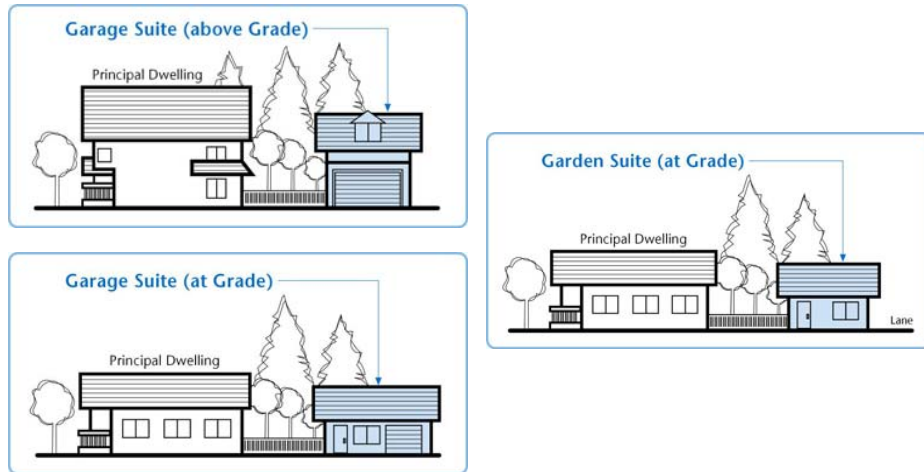 Garage Suite (above Grade)
Principal Dwelling
Garage Suite (at Grade)
Principal Dwelling
Garden Suite (at Grade)
Principal Dwelling
Lane